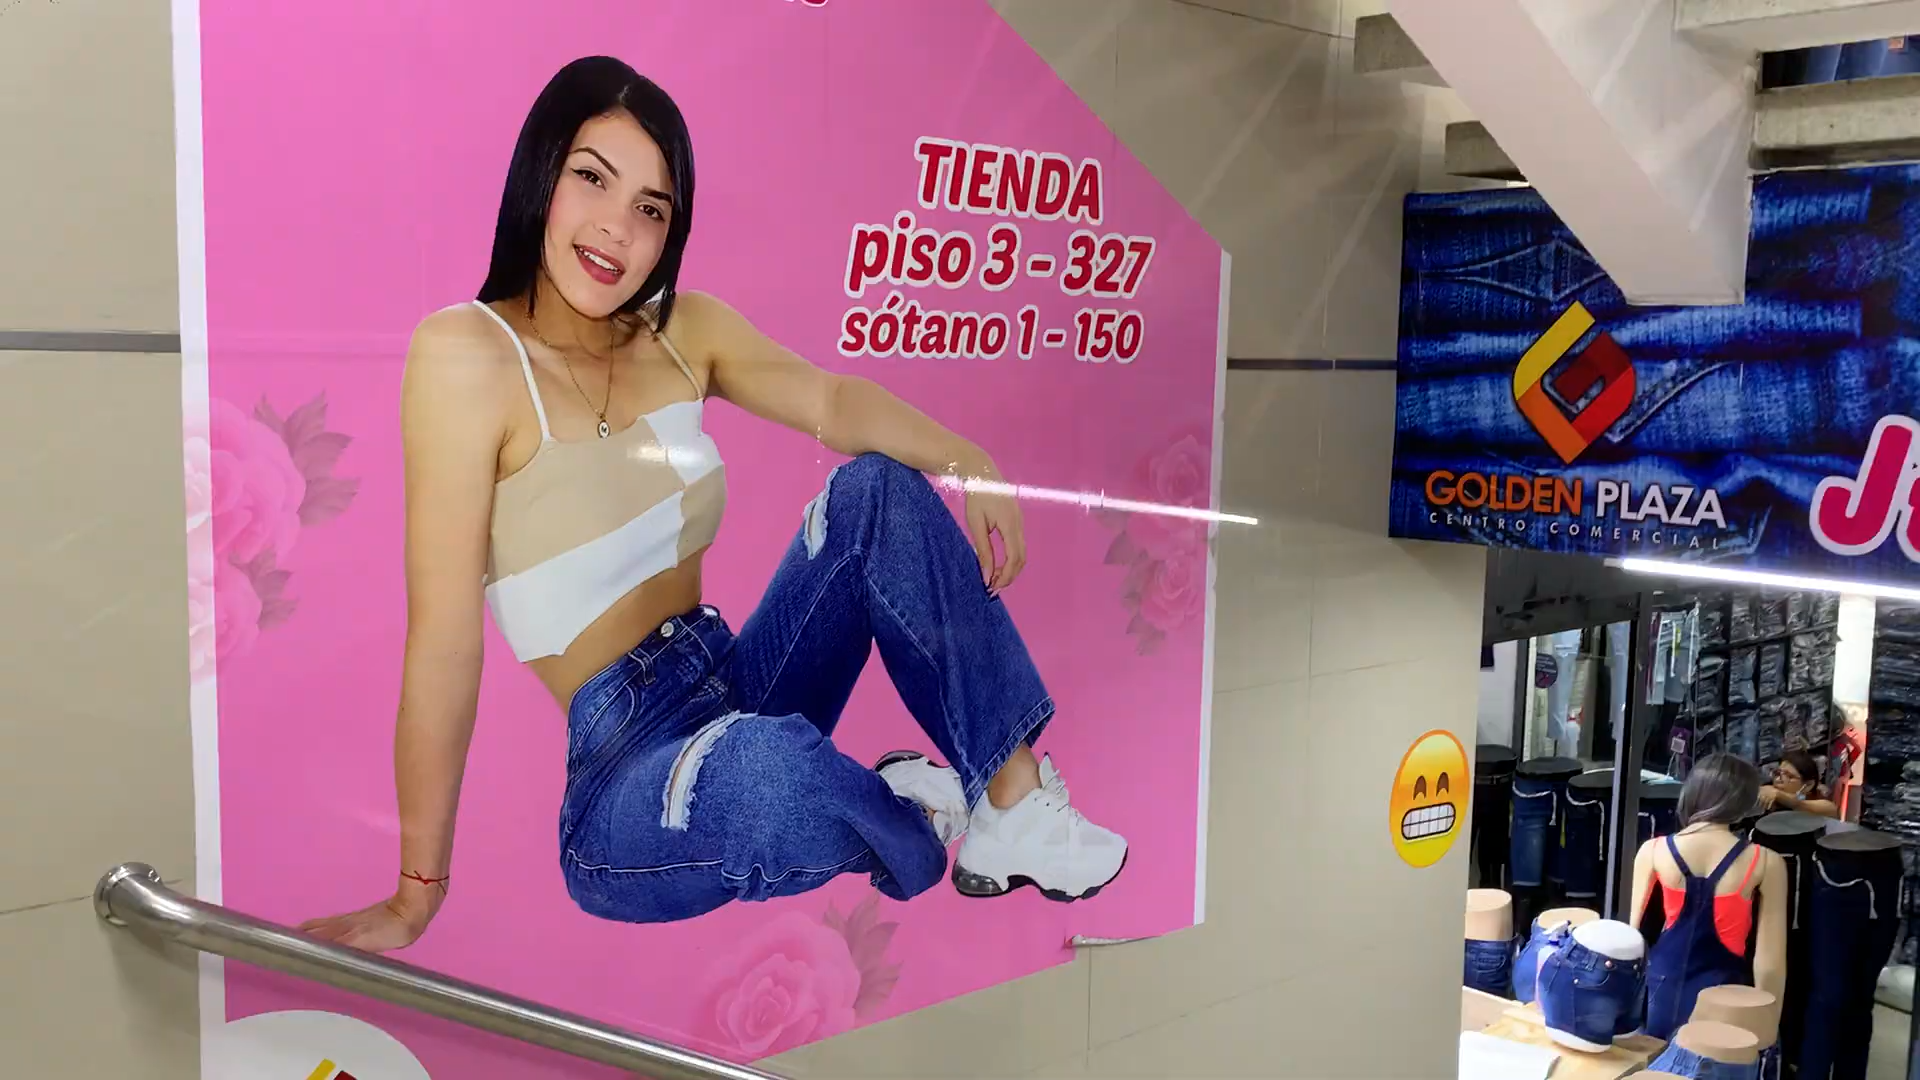 TIENDA
piso 3 - 327
sótano 1 - 150
GOLDEN PLAZA
CENTRO COMERCIAL